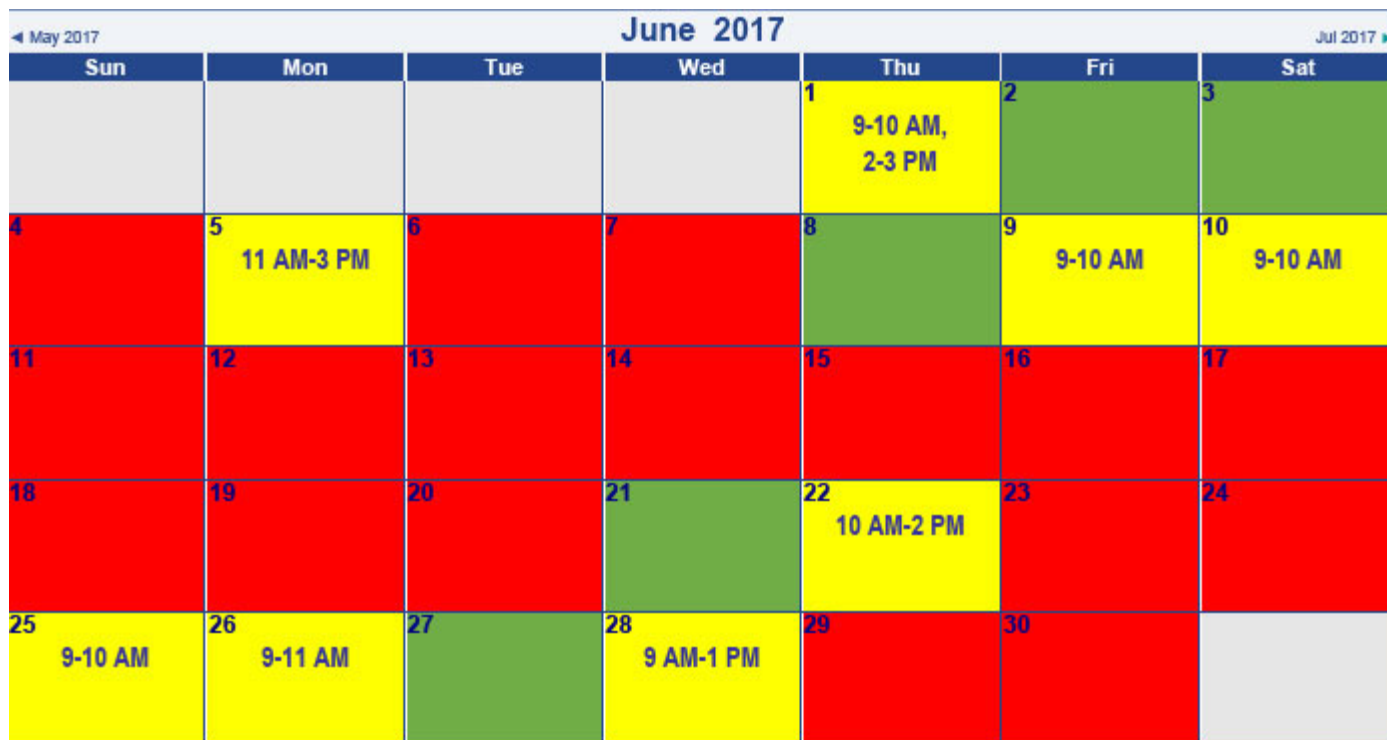 ◄ May 2017 June 2017 Jul 2017 ►
Sun Mon Tue Wed Thu Fri Sat
1 2 3
9-10 AM,
2-3 PM
4 5 6 7 8 9 10
11 AM-3 PM 9-10 AM 9-10 AM
11 12 13 14 15 16 17
18 19 20 21 22 23 24
10 AM-2 PM
25 26 27 28 29 30
9-10 AM 9-11 AM 9 AM-1 PM